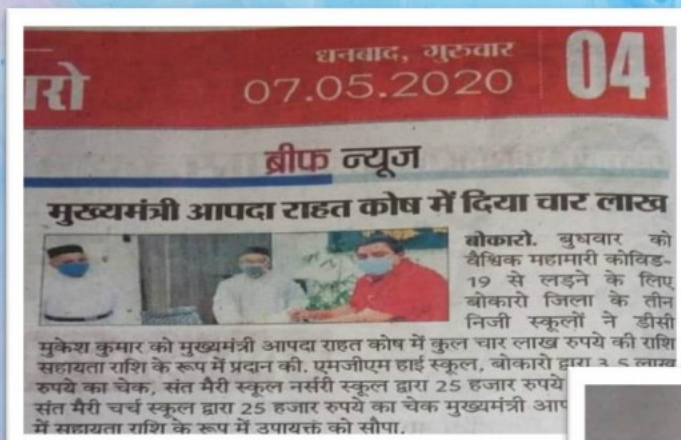 धनबाद, गुरुवार
07.05.2020
04
ब्रीफ न्यूज
मुख्यमंत्री आपदा राहत कोष में दिया चार लाख
बोकारो. बुधवार को
वैश्विक महामारी कोविड-
19 से लड़ने के लिए
बोकारो जिला के तीन
निजी स्कूलों ने डीसी
मुकेश कुमार को मुख्यमंत्री आपदा राहत कोष में कुल चार लाख रुपये की राशि
सहायता राशि के रूप में प्रदान की. एमजीएम हाई स्कूल, बोकारो द्वारा 3.5 लाख
रुपये का चेक, संत मैरी स्कूल नर्सरी स्कूल द्वारा 25 हजार रुपये
संत मैरी चर्च स्कूल द्वारा 25 हजार रुपये का चेक मुख्यमंत्री आप
में सहायता राशि के रूप में उपायुक्त को सौंपा.